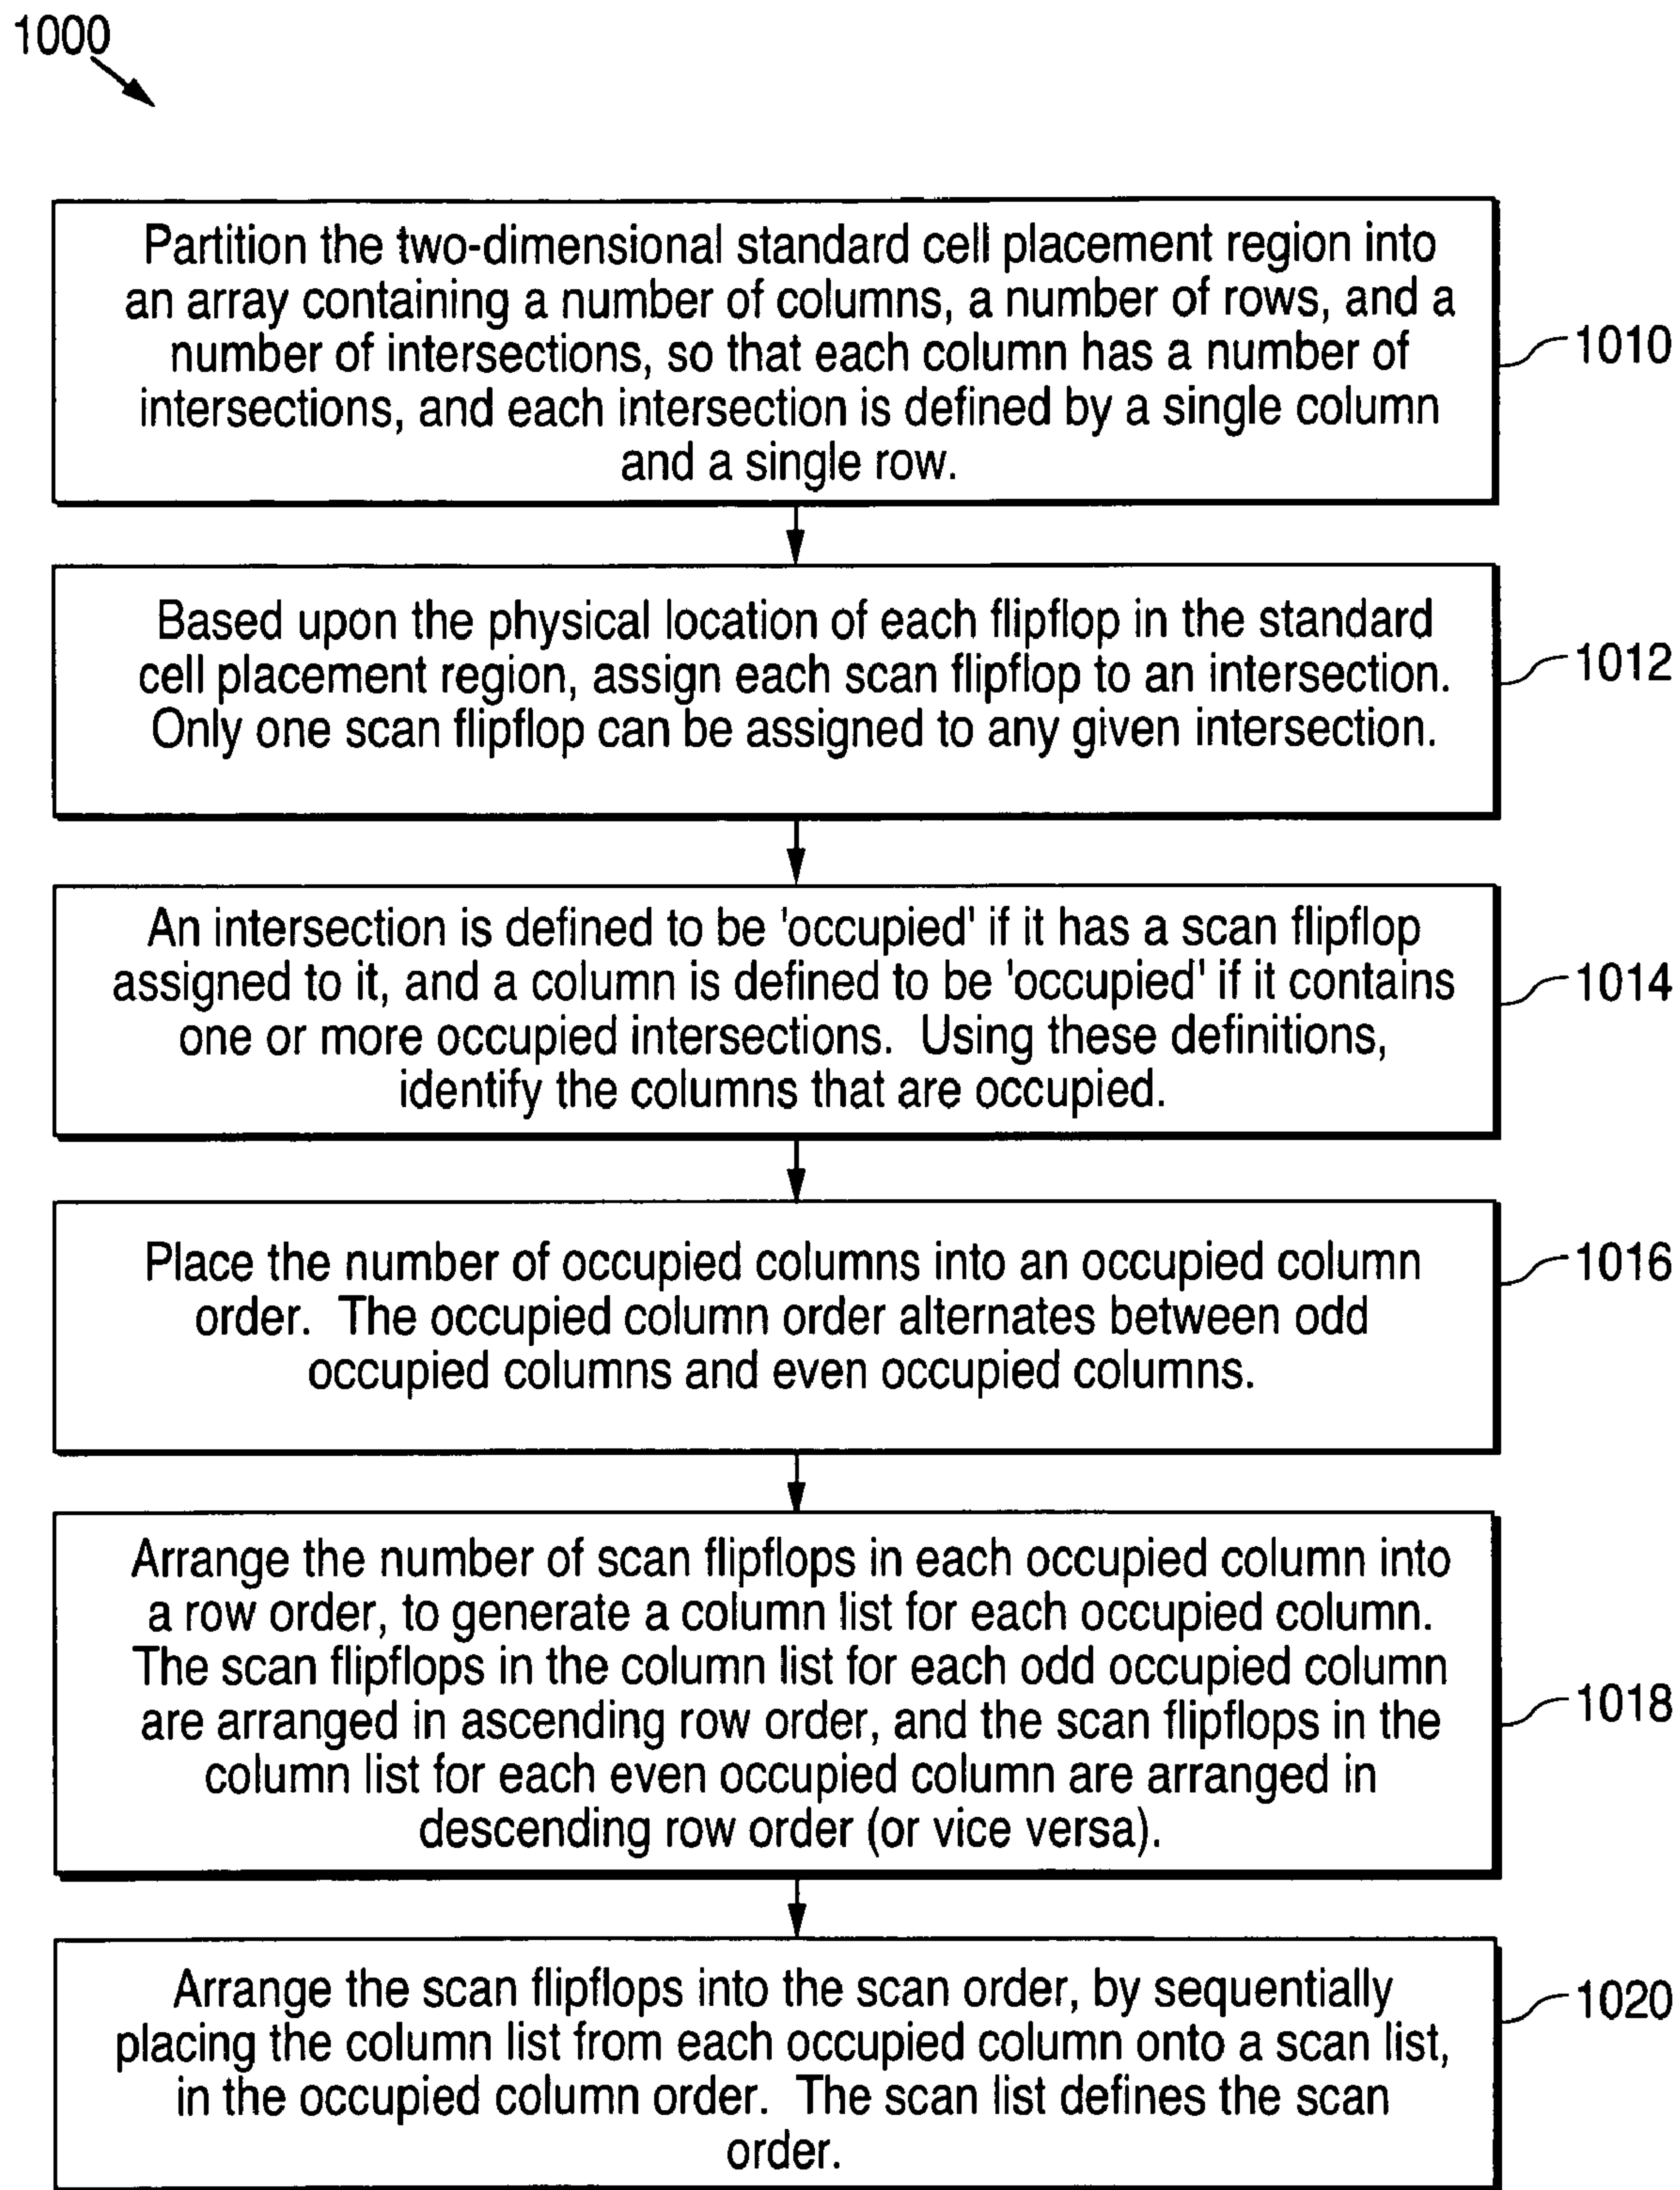 1000
Partition the two-dimensional standard cell placement region into
an array containing a number of columns, a number of rows, and a
number of intersections, so that each column has a number of
intersections, and each intersection is defined by a single column
and a single row.
1010
Based upon the physical location of each flipflop in the standard
cell placement region, assign each scan flipflop to an intersection.
Only one scan flipflop can be assigned to any given intersection.
1012
An intersection is defined to be 'occupied' if it has a scan flipflop
assigned to it, and a column is defined to be 'occupied' if it contains
one or more occupied intersections. Using these definitions,
identify the columns that are occupied.
1014
Place the number of occupied columns into an occupied column
order. The occupied column order alternates between odd
occupied columns and even occupied columns.
1016
Arrange the number of scan flipflops in each occupied column into
a row order, to generate a column list for each occupied column.
The scan flipflops in the column list for each odd occupied column
are arranged in ascending row order, and the scan flipflops in the
column list for each even occupied column are arranged in
descending row order (or vice versa).
1018
Arrange the scan flipflops into the scan order, by sequentially
placing the column list from each occupied column onto a scan list,
in the occupied column order. The scan list defines the scan
order.
1020